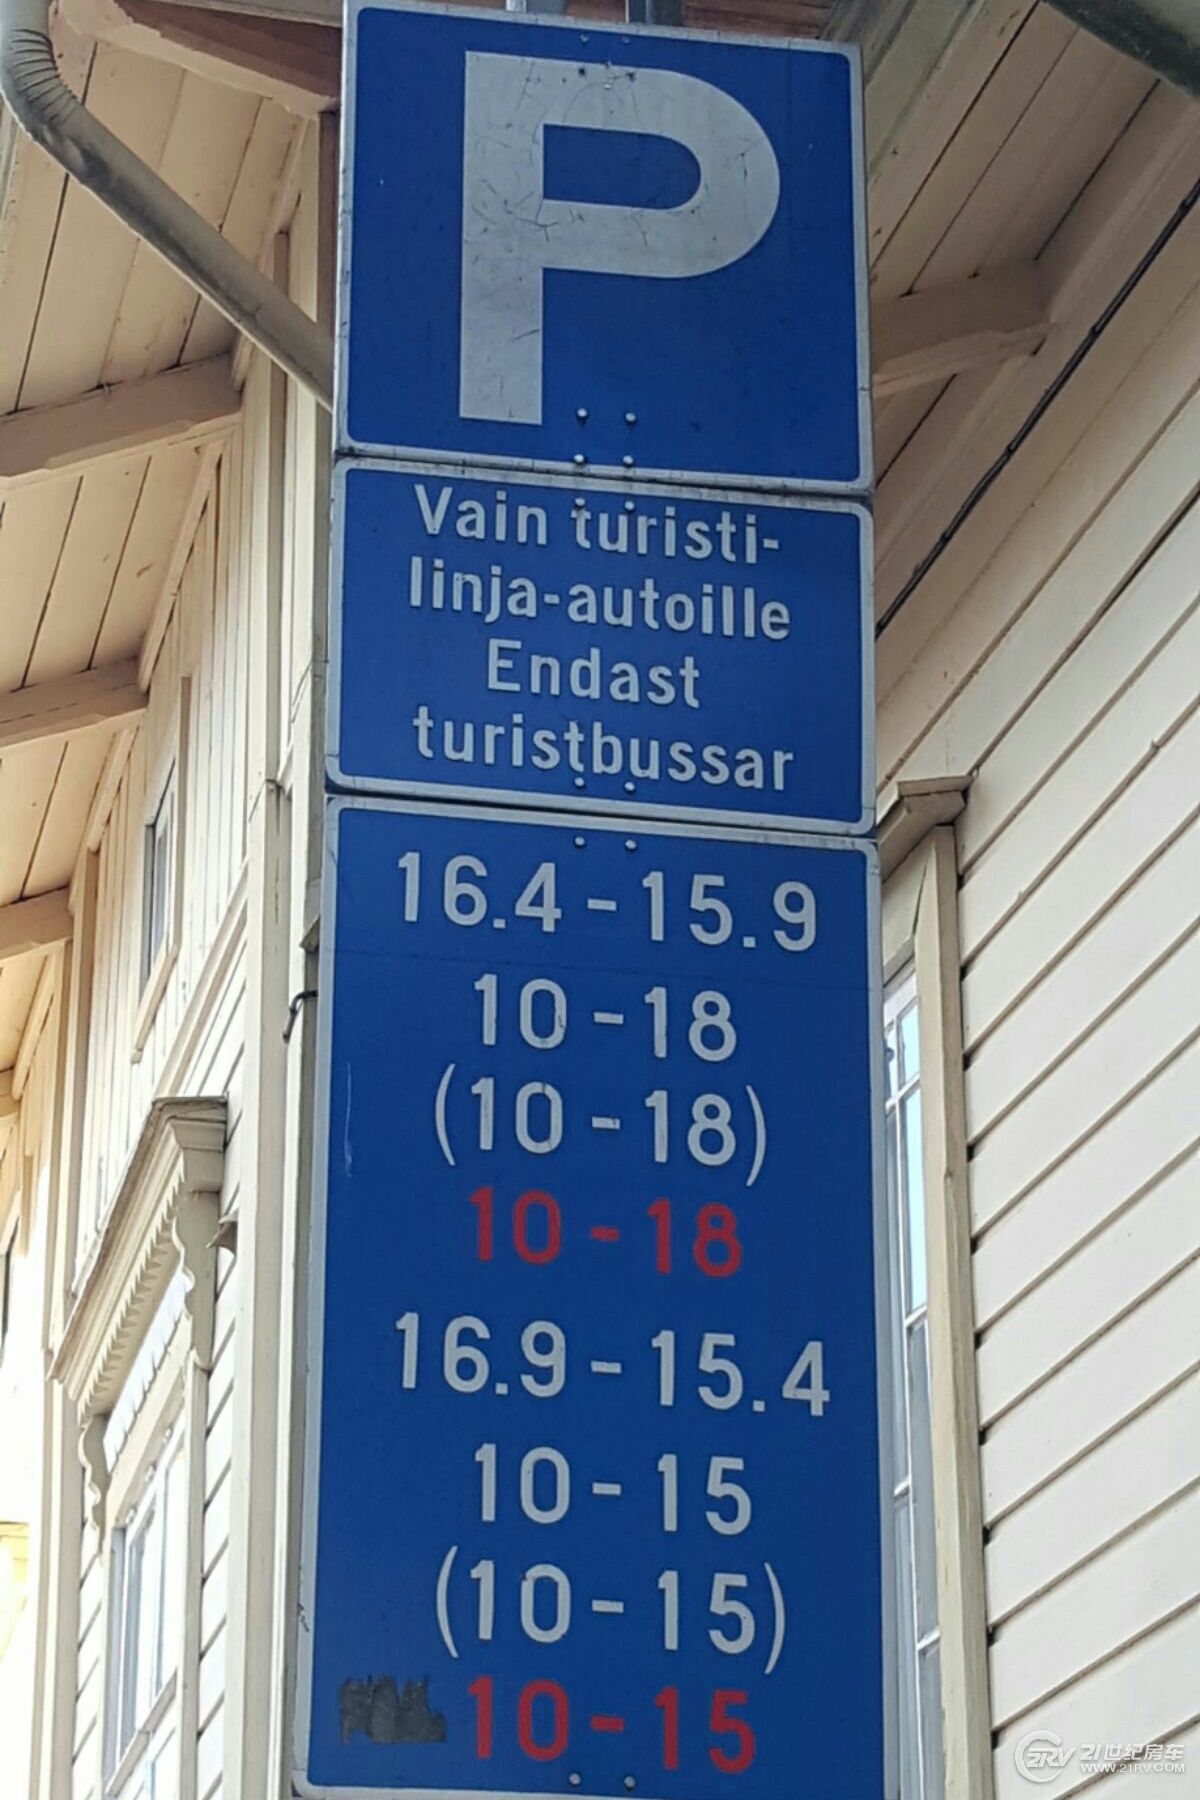 P
Vain turisti-
linja-autoille
Endast
turistbussar
16.4-15.9
10-18
(10-18)
10-18
16.9-15.4
10-15
(10-15)
10-15
21世纪房车
WWW.21RV.COM